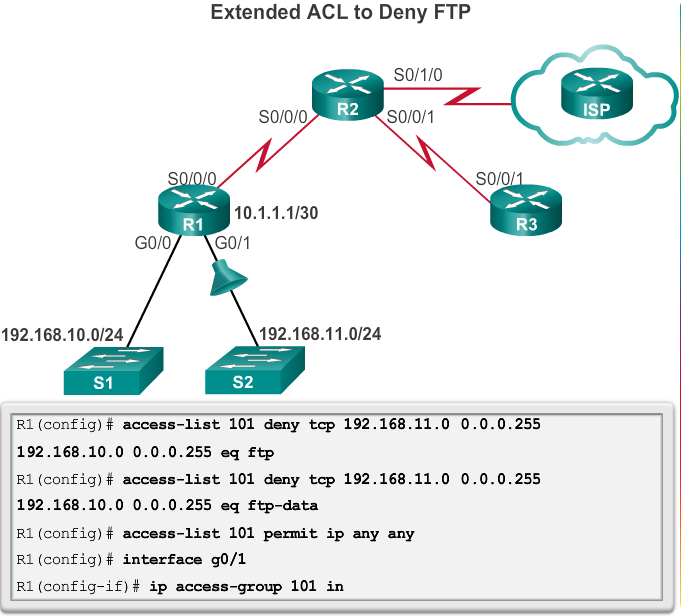 Extended ACL to Deny FTP
S0/1/0
R2
ISP
S0/0/0
S0/0/1
S0/0/0
S0/0/1
R1
10.1.1.1/30
R3
G0/0
G0/1
192.168.10.0/24
192.168.11.0/24
S1
S2
R1(config)# access-list 101 deny tcp 192.168.11.0 0.0.0.255
192.168.10.0 0.0.0.255 eq ftp
R1(config)# access-list 101 deny tcp 192.168.11.0 0.0.0.255
192.168.10.0 0.0.0.255 eq ftp-data
R1(config)# access-list 101 permit ip any any
R1(config)# interface g0/1
R1(config-if)# ip access-group 101 in